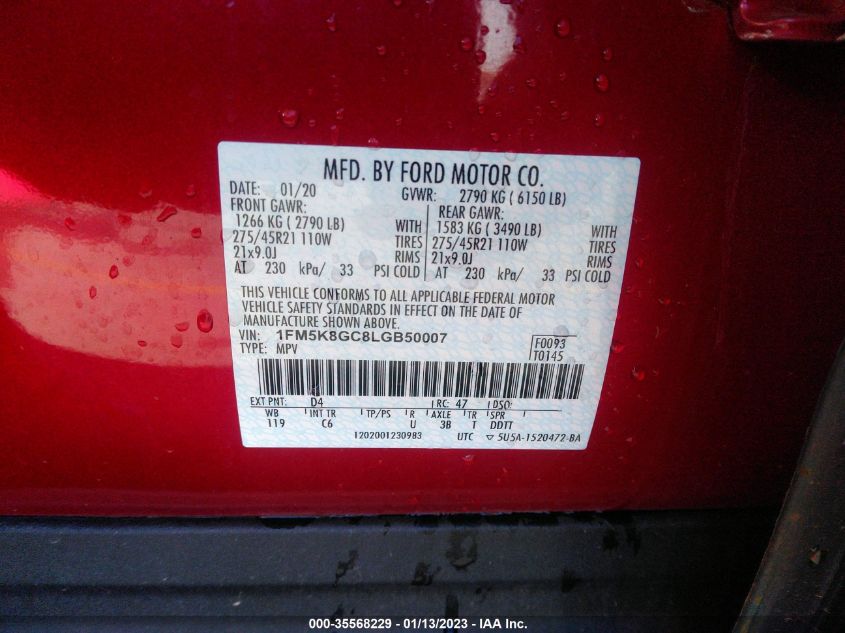 MFD. BY FORD MOTOR CO.
DATE: 01/20 GVWR: 2790 KG ( 6150 LB)
FRONT GAWR: REAR GAWR:
1266 KG ( 2790 LB) WITH 1583 KG ( 3490 LB) WITH
275/45R21 110W TIRES 275/45R21 110W TIRES
21x9.0J RIMS 21x9.0J RIMS
AT 230 kPa/ 33 PSI COLD AT 230 kPa/ 33 PSI COLD
THIS VEHICLE CONFORMS TO ALL APPLICABLE FEDERAL MOTOR
VEHICLE SAFETY STANDARDS IN EFFECT ON THE DATE OF
MANUFACTURE SHOWN ABOVE.
VIN: 1FM5K8GC8LGB50007 F0093
TYPE: MPV T0145
EXT PNT: D4 RC: 47 DSO:
WB INT TR TP/PS R AXLE TR SPR
119 C6 U 3B T DDTT
1202001230983 UTC ▽ 5U5A-1520472-BA
000-35568229 - 01/13/2023 - IAA Inc.